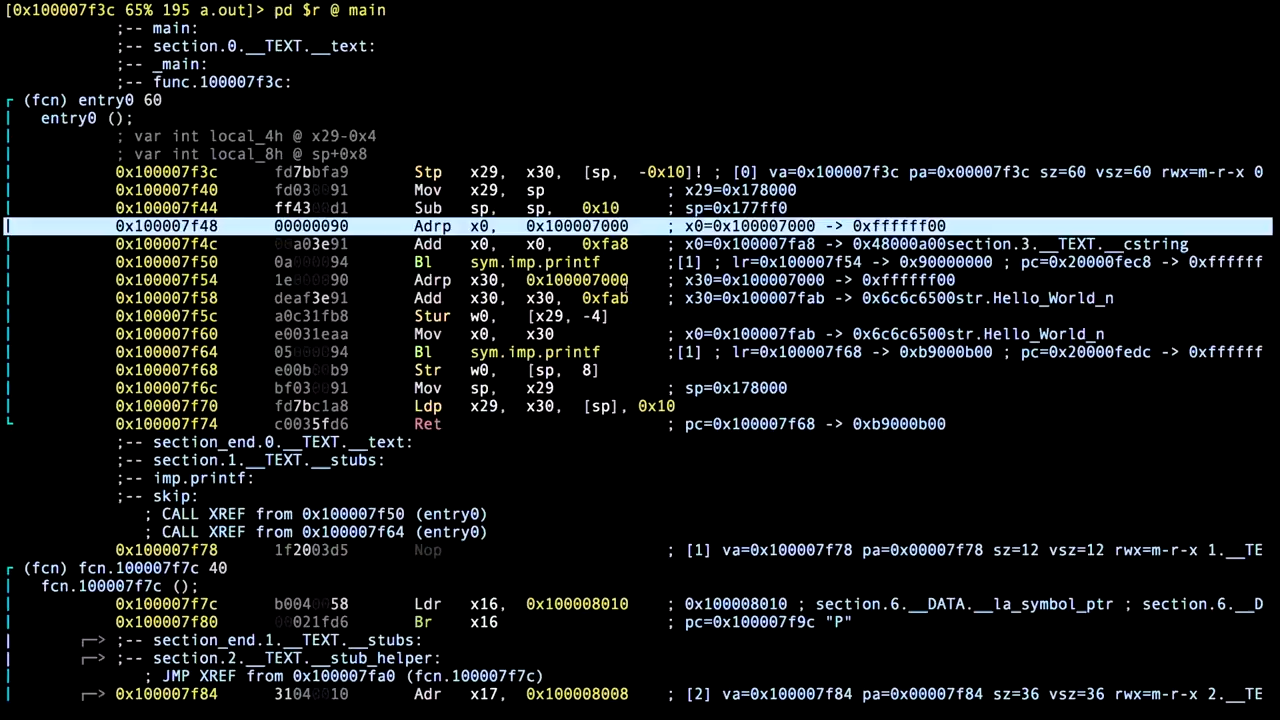 [0x100007f3c 65% 195 a.out]> pd $r @ main
;-- main:
;-- section.0.__TEXT.__text:
;-- _main:
;-- func.100007f3c:
(fcn) entry0 60
entry0 ();
; var int local_4h @ x29-0x4
; var int local_8h @ sp+0x8
0x100007f3c fd7bbfa9 Stp x29, x30, [sp, -0x10]! ; [0] va=0x100007f3c pa=0x00007f3c sz=60 vsz=60 rwx=m-r-x 0
0x100007f40 fd030091 Mov x29, sp ; x29=0x178000
0x100007f44 ff4300d1 Sub sp, sp, 0x10 ; sp=0x177ff0
0x100007f48 00000090 Adrp x0, 0x100007000 ; x0=0x100007000 -> 0xffffff00
0x100007f4c 00a03e91 Add x0, x0, 0xfa8 ; x0=0x100007fa8 -> 0x48000a00section.3.__TEXT.__cstring
0x100007f50 0a000094 Bl sym.imp.printf ;[1] ; lr=0x100007f54 -> 0x90000000 ; pc=0x20000fec8 -> 0xffffff
0x100007f54 1e000090 Adrp x30, 0x100007000 ; x30=0x100007000 -> 0xffffff00
0x100007f58 deaf3e91 Add x30, x30, 0xfab ; x30=0x100007fab -> 0x6c6c6500str.Hello_World_n
0x100007f5c a0c31fb8 Stur w0, [x29, -4]
0x100007f60 e0031eaa Mov x0, x30 ; x0=0x100007fab -> 0x6c6c6500str.Hello_World_n
0x100007f64 05000094 Bl sym.imp.printf ;[1] ; lr=0x100007f68 -> 0xb9000b00 ; pc=0x20000fedc -> 0xffffff
0x100007f68 e00b00b9 Str w0, [sp, 8]
0x100007f6c bf030091 Mov sp, x29 ; sp=0x178000
0x100007f70 fd7bc1a8 Ldp x29, x30, [sp], 0x10
0x100007f74 c0035fd6 Ret ; pc=0x100007f68 -> 0xb9000b00
;-- section_end.0.__TEXT.__text:
;-- section.1.__TEXT.__stubs:
;-- imp.printf:
;-- skip:
; CALL XREF from 0x100007f50 (entry0)
; CALL XREF from 0x100007f64 (entry0)
0x100007f78 1f2003d5 Nop ; [1] va=0x100007f78 pa=0x00007f78 sz=12 vsz=12 rwx=m-r-x 1.__TE
(fcn) fcn.100007f7c 40
fcn.100007f7c ();
0x100007f7c b0040058 Ldr x16, 0x100008010 ; 0x100008010 ; section.6.__DATA.__la_symbol_ptr ; section.6.__D
0x100007f80 00021fd6 Br x16 ; pc=0x100007f9c "P"
;-- section_end.1.__TEXT.__stubs:
;-- section.2.__TEXT.__stub_helper:
; JMP XREF from 0x100007fa0 (fcn.100007f7c)
0x100007f84 31040010 Adr x17, 0x100008008 ; [2] va=0x100007f84 pa=0x00007f84 sz=36 vsz=36 rwx=m-r-x 2.__TE